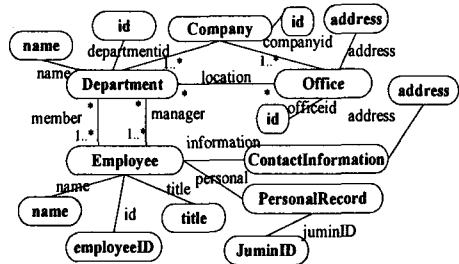 id
Company
id
address
name
departmentid
companyid
1..*
1..*
address
name
Department
*
location
*
Office
address
*
*
member
manager
id
officeid
address
1..*
1..*
information
Employee
ContactInformation
name
title
personal
PersonalRecord
name
id
title
juminID
employeeID
JuminID